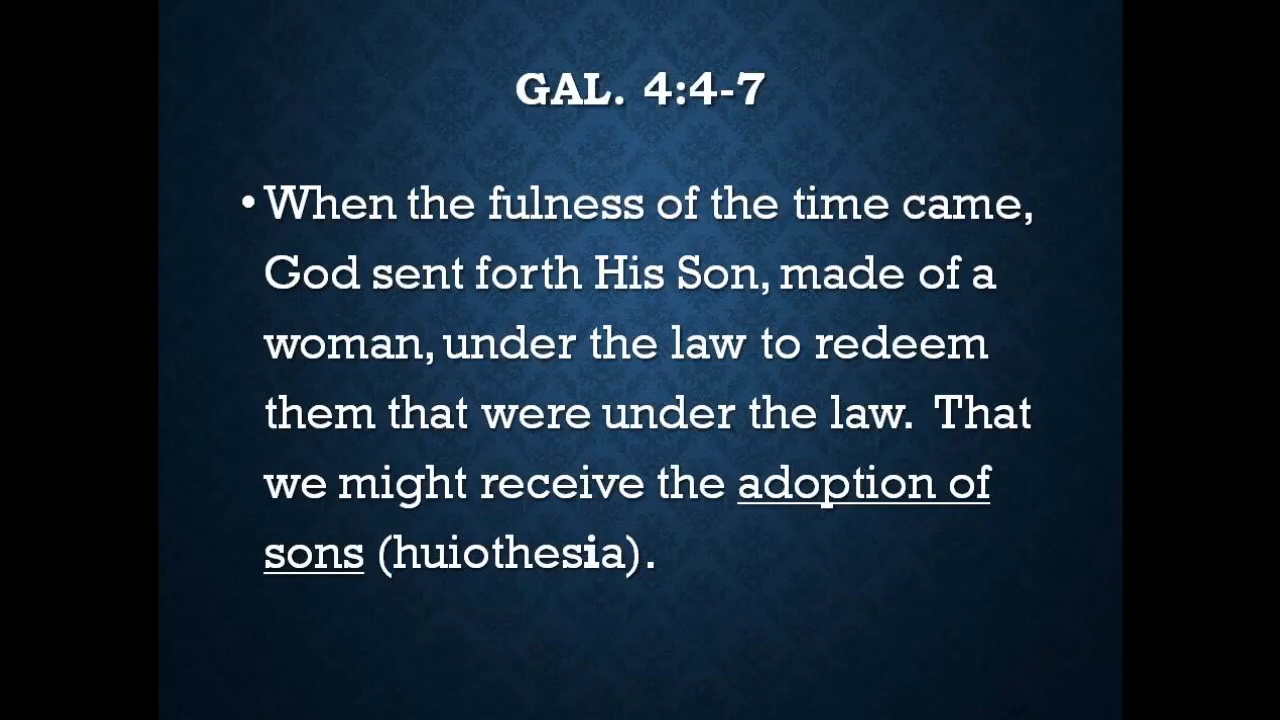 GAL. 4:4-7
• When the fulness of the time came,
God sent forth His Son, made of a
woman, under the law to redeem
them that were under the law.  That
we might receive the adoption of
sons (huiothesia).